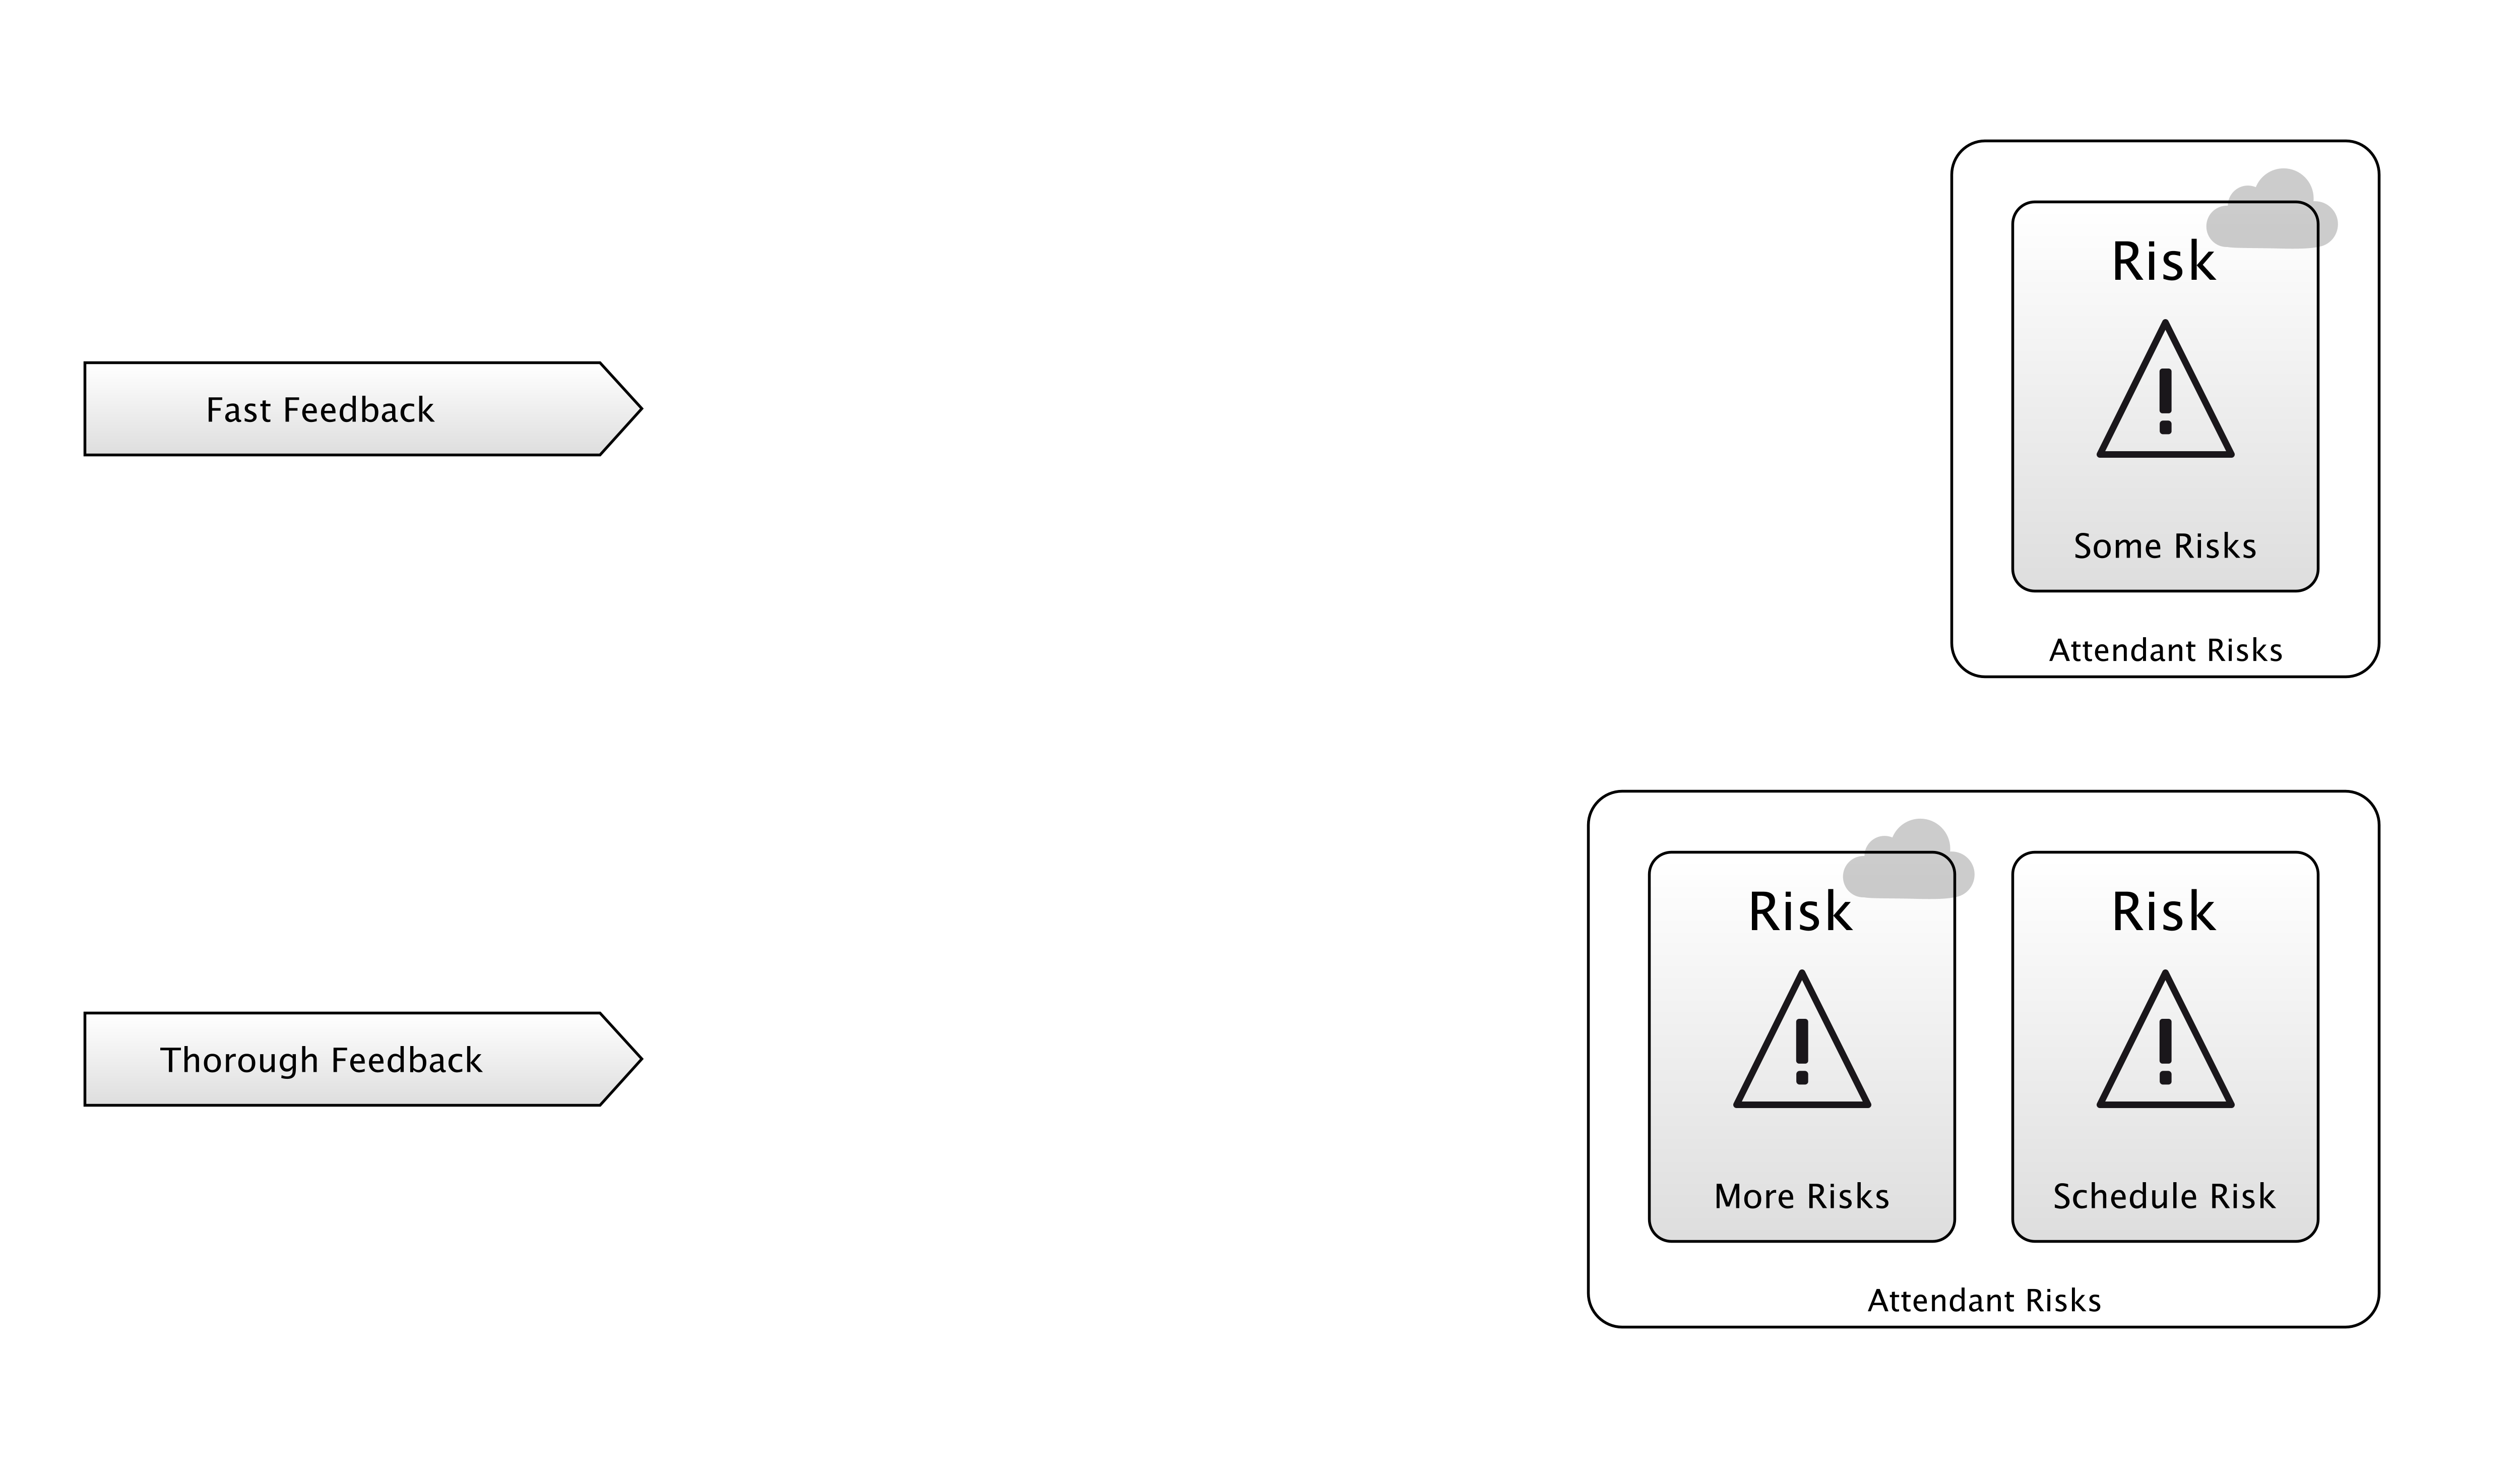 Risk
Fast Feedback
Some Risks
Attendant Risks
Risk
Risk
Thorough Feedback
More Risks
Schedule Risk
Attendant Risks